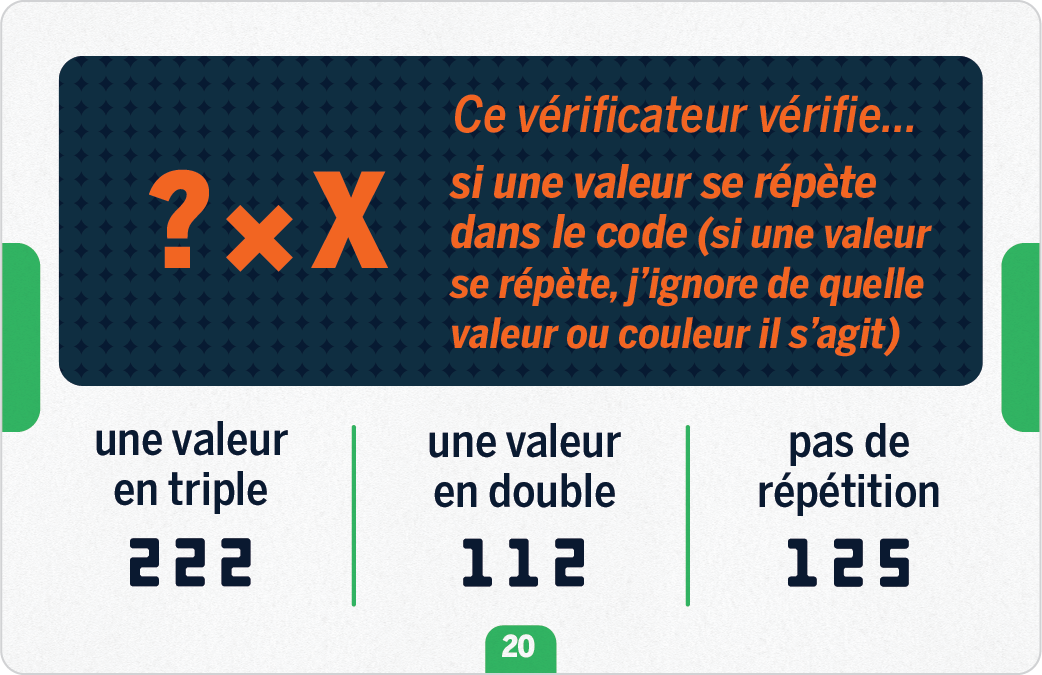 ?×X
Ce vérificateur vérifie...
si une valeur se répète
dans le code (si une valeur
se répète, j'ignore de quelle
valeur ou couleur il s'agit)
une valeur
en triple
222
une valeur
en double
112
pas de
répétition
125
20